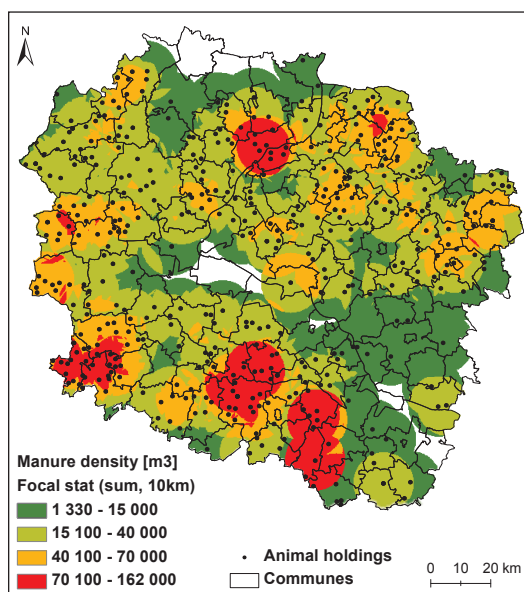 N
Manure density [m3]
Focal stat (sum, 10km)
1 330 - 15 000
15 100 - 40 000
40 100 - 70 000
70 100 - 162 000
Animal holdings
Communes
0 10 20 km